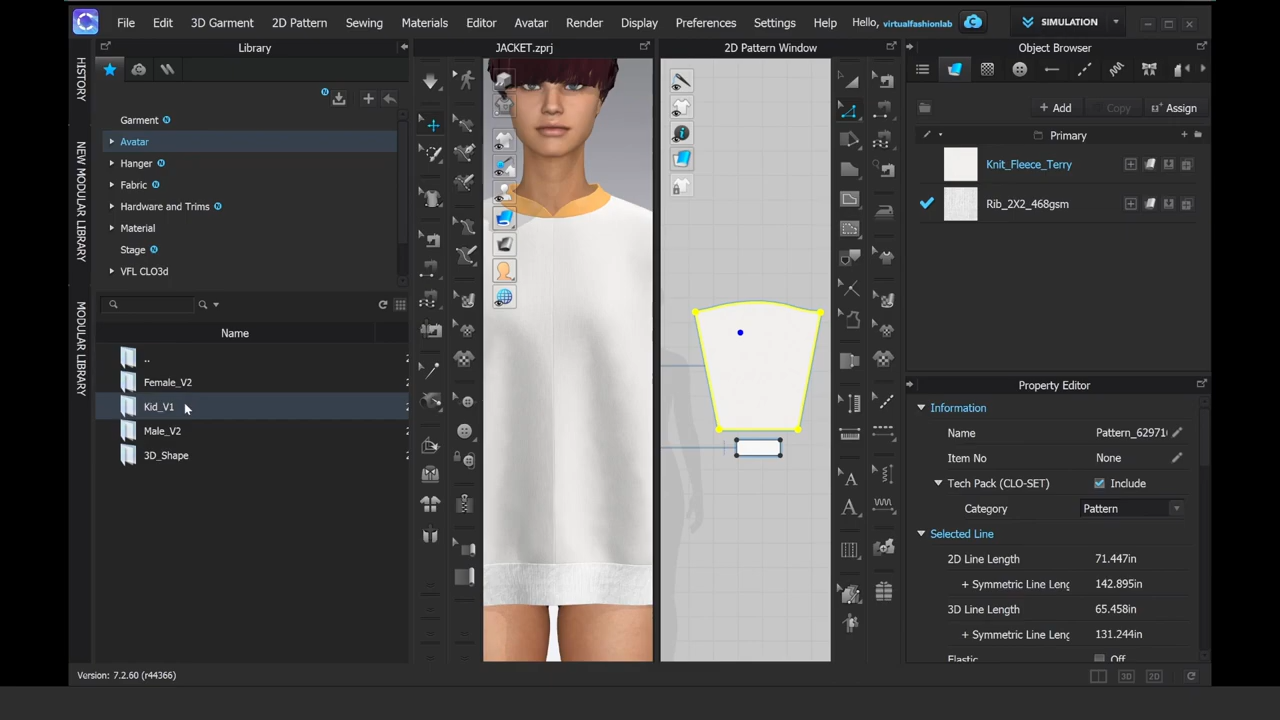 File Edit 3D Garment 2D Pattern Sewing Materials Editor Avatar Render Display Preferences Settings Help Hello, virtualfashionlab SIMULATION
Library
JACKET.zprj
2D Pattern Window
Object Browser
HISTORY
NEW MODULAR LIBRARY
MODULAR LIBRARY
Garment
Avatar
Hanger
Fabric
Hardware and Trims
Material
Stage
VFL CLO3d
Name
..
Female_V2
Kid_V1
Male_V2
3D_Shape
+ Add Copy Assign
Primary
Knit_Fleece_Terry
Rib_2X2_468gsm
Property Editor
Information
Name Pattern_62971
Item No None
Tech Pack (CLO-SET) Include
Category Pattern
Selected Line
2D Line Length 71.447in
+ Symmetric Line Leng 142.895in
3D Line Length 65.458in
+ Symmetric Line Leng 131.244in
Elastic Off
Version: 7.2.60 (r44366)
3D 2D